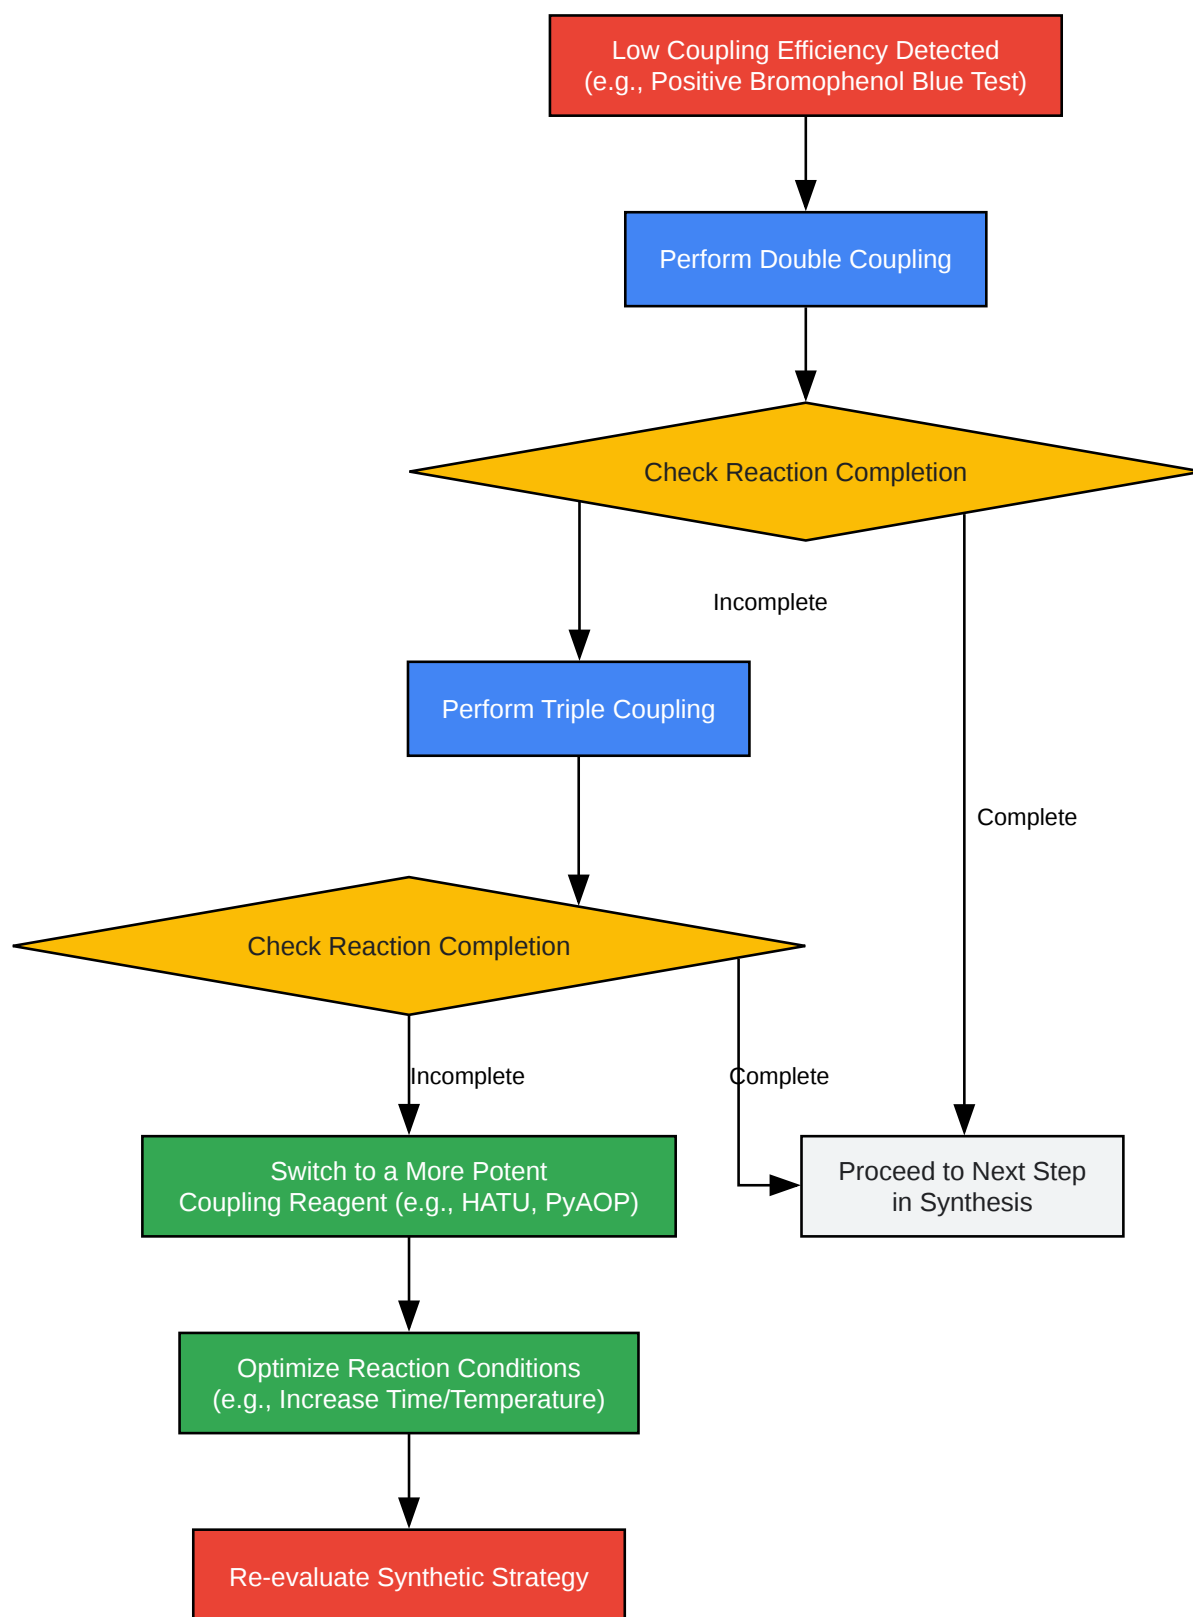 Low Coupling Efficiency Detected
(e.g., Positive Bromophenol Blue Test)
Perform Double Coupling
Check Reaction Completion
Incomplete
Perform Triple Coupling
Complete
Check Reaction Completion
Incomplete
Complete
Switch to a More Potent
Coupling Reagent (e.g., HATU, PyAOP)
Proceed to Next Step
in Synthesis
Optimize Reaction Conditions
(e.g., Increase Time/Temperature)
Re-evaluate Synthetic Strategy